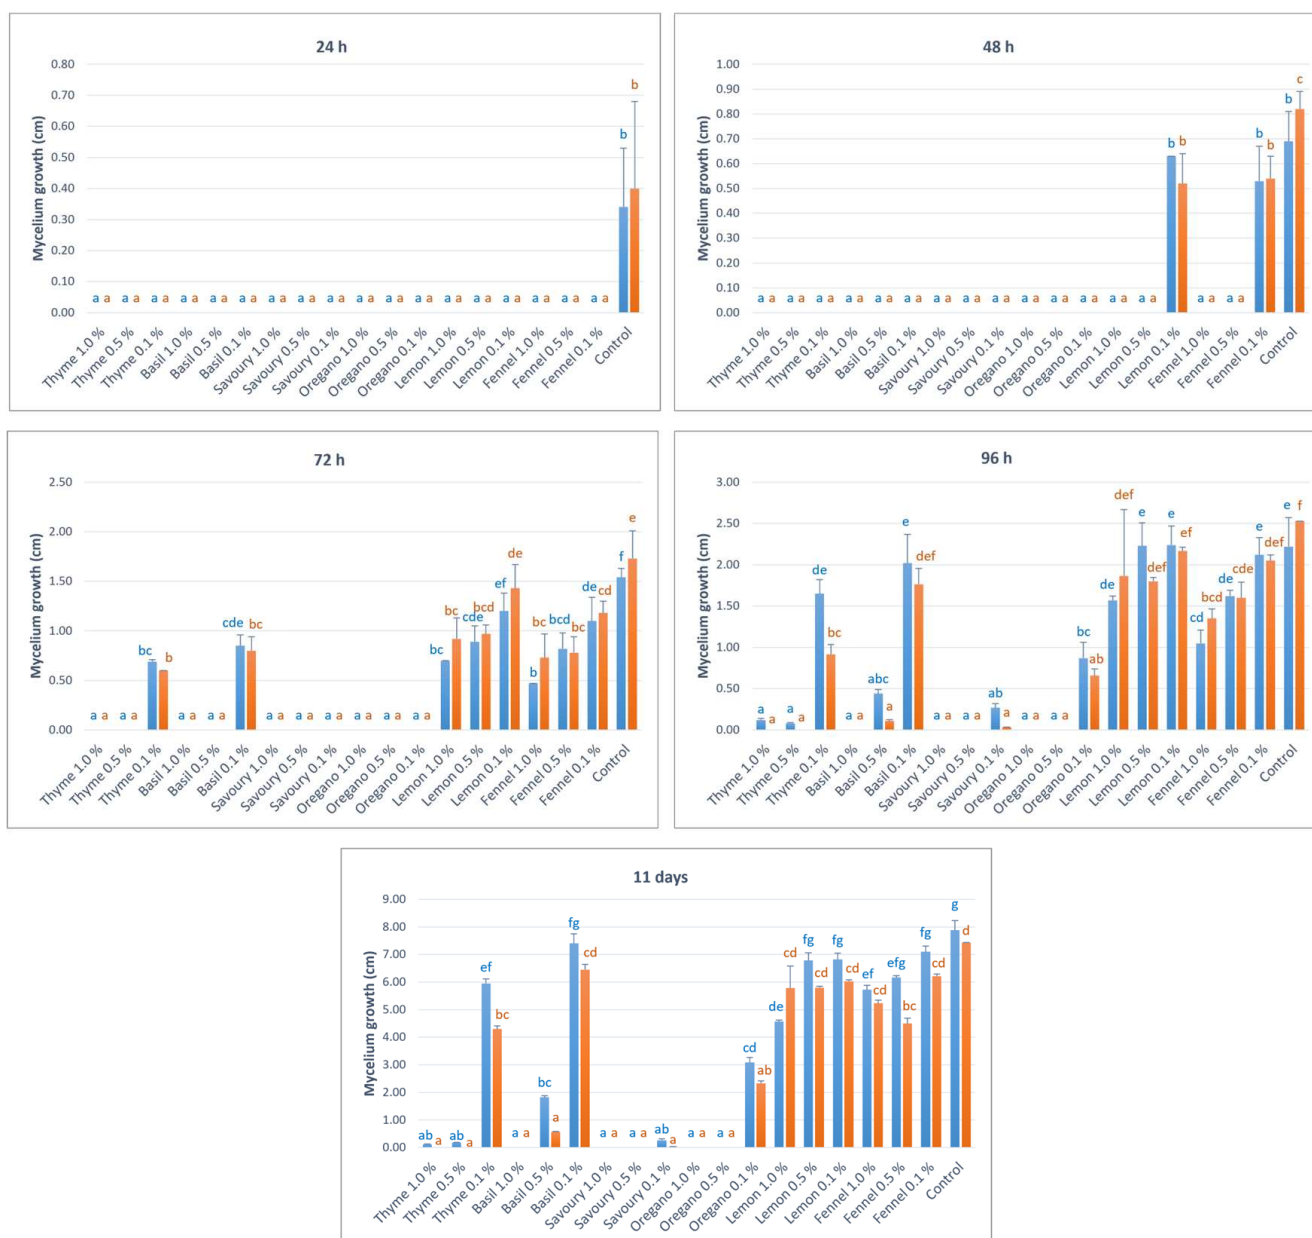 24 h
Mycelium growth (cm)
0.80
0.70
0.60
0.50
0.40
0.30
0.20
0.10
0.00
a a a a a a a a a a a a a a a a a a a a a a a a a a a a a a a a a a a a b b
Thyme 1.0 %
Thyme 0.5 %
Thyme 0.1 %
Basil 1.0 %
Basil 0.5 %
Basil 0.1 %
Savoury 1.0 %
Savoury 0.5 %
Savoury 0.1 %
Oregano 1.0 %
Oregano 0.5 %
Oregano 0.1 %
Lemon 1.0 %
Lemon 0.5 %
Lemon 0.1 %
Fennel 1.0 %
Fennel 0.5 %
Fennel 0.1 %
Control
48 h
Mycelium growth (cm)
1.00
0.90
0.80
0.70
0.60
0.50
0.40
0.30
0.20
0.10
0.00
a a a a a a a a a a a a a a a a a a a a a a a a a a a a b b a a a a b b b c
Thyme 1.0 %
Thyme 0.5 %
Thyme 0.1 %
Basil 1.0 %
Basil 0.5 %
Basil 0.1 %
Savoury 1.0 %
Savoury 0.5 %
Savoury 0.1 %
Oregano 1.0 %
Oregano 0.5 %
Oregano 0.1 %
Lemon 1.0 %
Lemon 0.5 %
Lemon 0.1 %
Fennel 1.0 %
Fennel 0.5 %
Fennel 0.1 %
Control
72 h
Mycelium growth (cm)
2.50
2.00
1.50
1.00
0.50
0.00
a a a a bc b a a a a cde bc a a a a a a a a a a a a bc bc cde bcd ef de b bc bcd bc de cd f e
Thyme 1.0 %
Thyme 0.5 %
Thyme 0.1 %
Basil 1.0 %
Basil 0.5 %
Basil 0.1 %
Savoury 1.0 %
Savoury 0.5 %
Savoury 0.1 %
Oregano 1.0 %
Oregano 0.5 %
Oregano 0.1 %
Lemon 1.0 %
Lemon 0.5 %
Lemon 0.1 %
Fennel 1.0 %
Fennel 0.5 %
Fennel 0.1 %
Control
96 h
Mycelium growth (cm)
3.00
2.50
2.00
1.50
1.00
0.50
0.00
a a a a de bc a a abc a e def a a a a ab a a a a a bc ab de def e def e ef cd bcd de cde e def e f
Thyme 1.0 %
Thyme 0.5 %
Thyme 0.1 %
Basil 1.0 %
Basil 0.5 %
Basil 0.1 %
Savoury 1.0 %
Savoury 0.5 %
Savoury 0.1 %
Oregano 1.0 %
Oregano 0.5 %
Oregano 0.1 %
Lemon 1.0 %
Lemon 0.5 %
Lemon 0.1 %
Fennel 1.0 %
Fennel 0.5 %
Fennel 0.1 %
Control
11 days
Mycelium growth (cm)
9.00
8.00
7.00
6.00
5.00
4.00
3.00
2.00
1.00
0.00
ab a ab a ef bc a a bc a fg cd a a a a ab a a a a a cd ab de cd fg cd fg cd ef cd efg bc fg cd g d
Thyme 1.0 %
Thyme 0.5 %
Thyme 0.1 %
Basil 1.0 %
Basil 0.5 %
Basil 0.1 %
Savoury 1.0 %
Savoury 0.5 %
Savoury 0.1 %
Oregano 1.0 %
Oregano 0.5 %
Oregano 0.1 %
Lemon 1.0 %
Lemon 0.5 %
Lemon 0.1 %
Fennel 1.0 %
Fennel 0.5 %
Fennel 0.1 %
Control